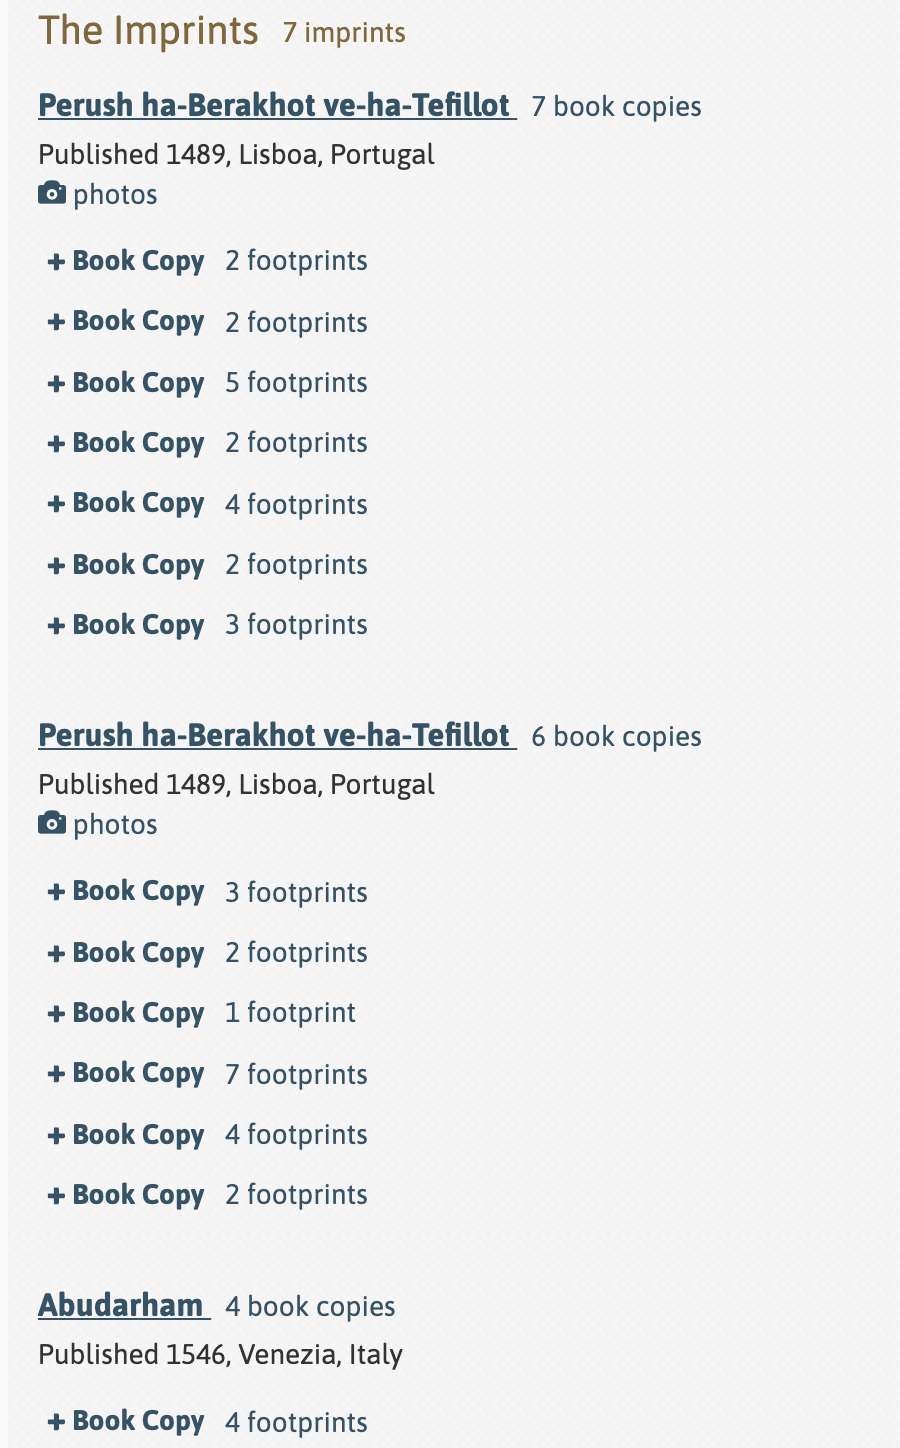 The Imprints 7 imprints
Perush ha-Berakhot ve-ha-Tefillot 7 book copies
Published 1489, Lisboa, Portugal
photos
+ Book Copy 2 footprints
+ Book Copy 2 footprints
+ Book Copy 5 footprints
+ Book Copy 2 footprints
+ Book Copy 4 footprints
+ Book Copy 2 footprints
+ Book Copy 3 footprints
Perush ha-Berakhot ve-ha-Tefillot 6 book copies
Published 1489, Lisboa, Portugal
photos
+ Book Copy 3 footprints
+ Book Copy 2 footprints
+ Book Copy 1 footprint
+ Book Copy 7 footprints
+ Book Copy 4 footprints
+ Book Copy 2 footprints
Abudarham 4 book copies
Published 1546, Venezia, Italy
+ Book Copy 4 footprints